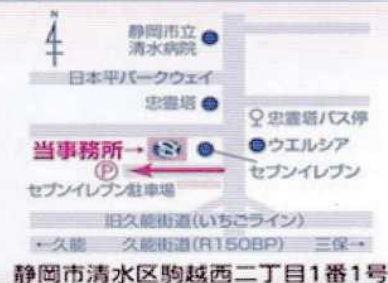 N
静岡市立
清水病院
日本平パークウェイ
忠霊塔
忠霊塔バス停
当事務所→
ウエルシア
P
セブンイレブン
セブンイレブン駐車場
旧久能街道(いちごライン)
←久能 久能街道(R150BP) 三保→
静岡市清水区駒越西二丁目1番1号